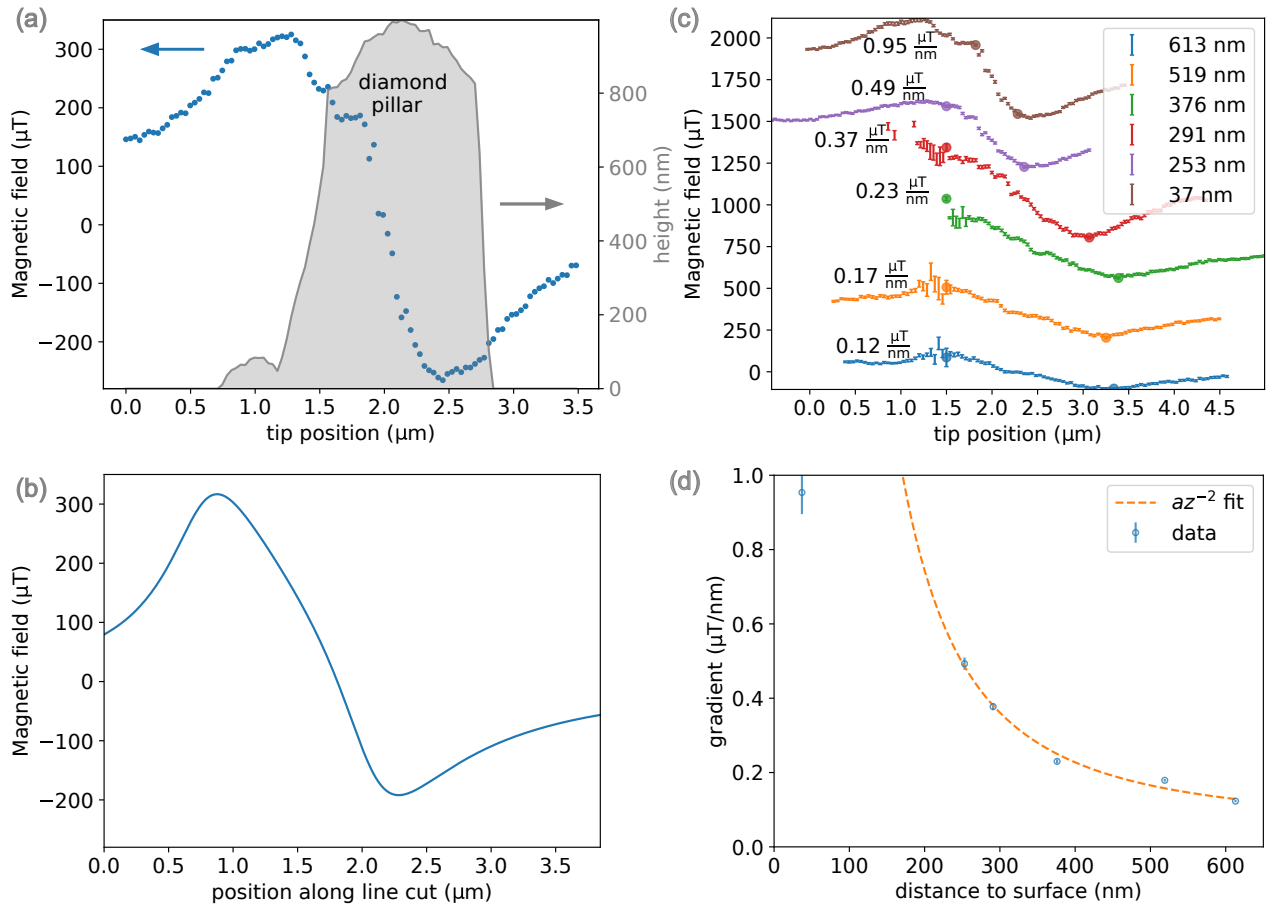 (a)
300
200
100
0
−100
−200
Magnetic field (μT)
diamond
pillar
800
600
400
200
0
height (nm)
0.0 0.5 1.0 1.5 2.0 2.5 3.0 3.5
tip position (μm)
(c)
2000
1750
1500
1250
1000
750
500
250
0
Magnetic field (μT)
0.95 μT/nm
0.49 μT/nm
0.37 μT/nm
0.23 μT/nm
0.17 μT/nm
0.12 μT/nm
613 nm
519 nm
376 nm
291 nm
253 nm
37 nm
0.0 0.5 1.0 1.5 2.0 2.5 3.0 3.5 4.0 4.5
tip position (μm)
(b)
300
200
100
0
−100
−200
Magnetic field (μT)
0.0 0.5 1.0 1.5 2.0 2.5 3.0 3.5
position along line cut (μm)
(d)
1.0
0.8
0.6
0.4
0.2
0.0
gradient (μT/nm)
az⁻² fit
data
0 100 200 300 400 500 600
distance to surface (nm)